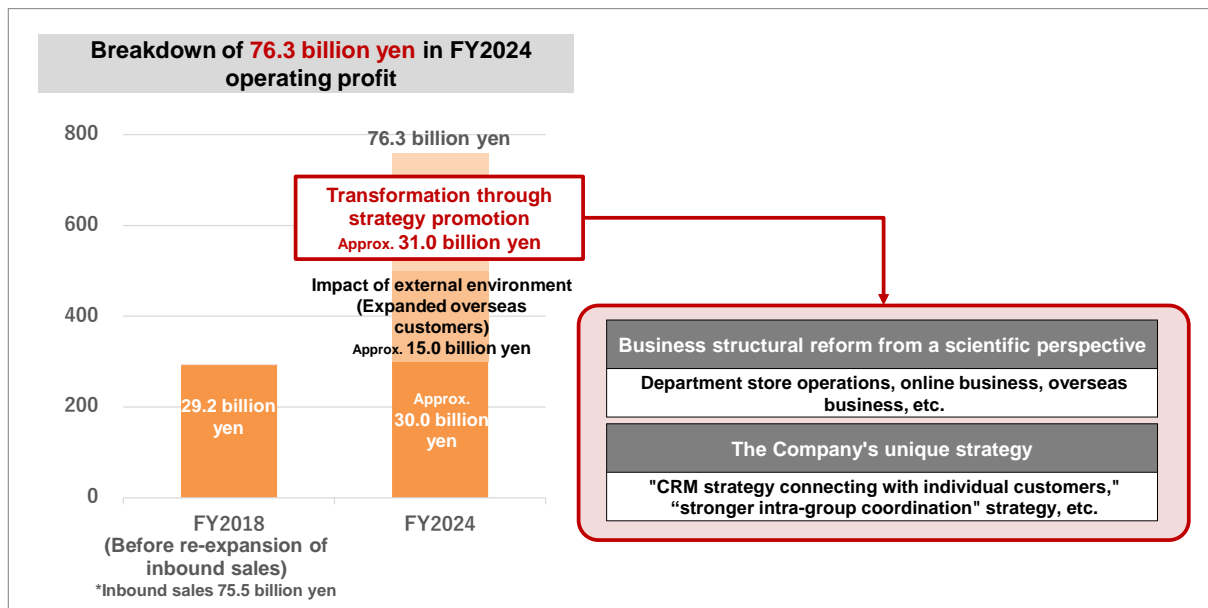 Breakdown of 76.3 billion yen in FY2024
operating profit
800
600
400
200
0
76.3 billion yen
Transformation through
strategy promotion
Approx. 31.0 billion yen
Impact of external environment
(Expanded overseas
customers)
Approx. 15.0 billion yen
29.2 billion
yen
Approx.
30.0 billion
yen
FY2018
(Before re-expansion of
inbound sales)
*Inbound sales 75.5 billion yen
FY2024
Business structural reform from a scientific perspective
Department store operations, online business, overseas
business, etc.
The Company's unique strategy
"CRM strategy connecting with individual customers,"
“stronger intra-group coordination" strategy, etc.